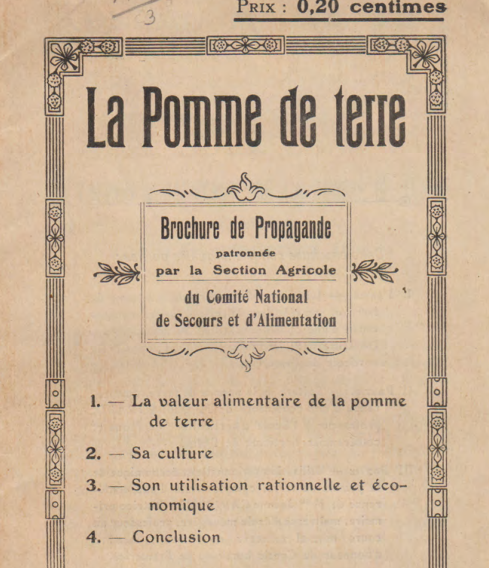 3
PRIX : 0,20 centimes
La Pomme de terre
Brochure de Propagande
patronnée
par la Section Agricole
du Comité National
de Secours et d'Alimentation
1. — La valeur alimentaire de la pomme
de terre
2. — Sa culture
3. — Son utilisation rationnelle et éco-
nomique
4. — Conclusion